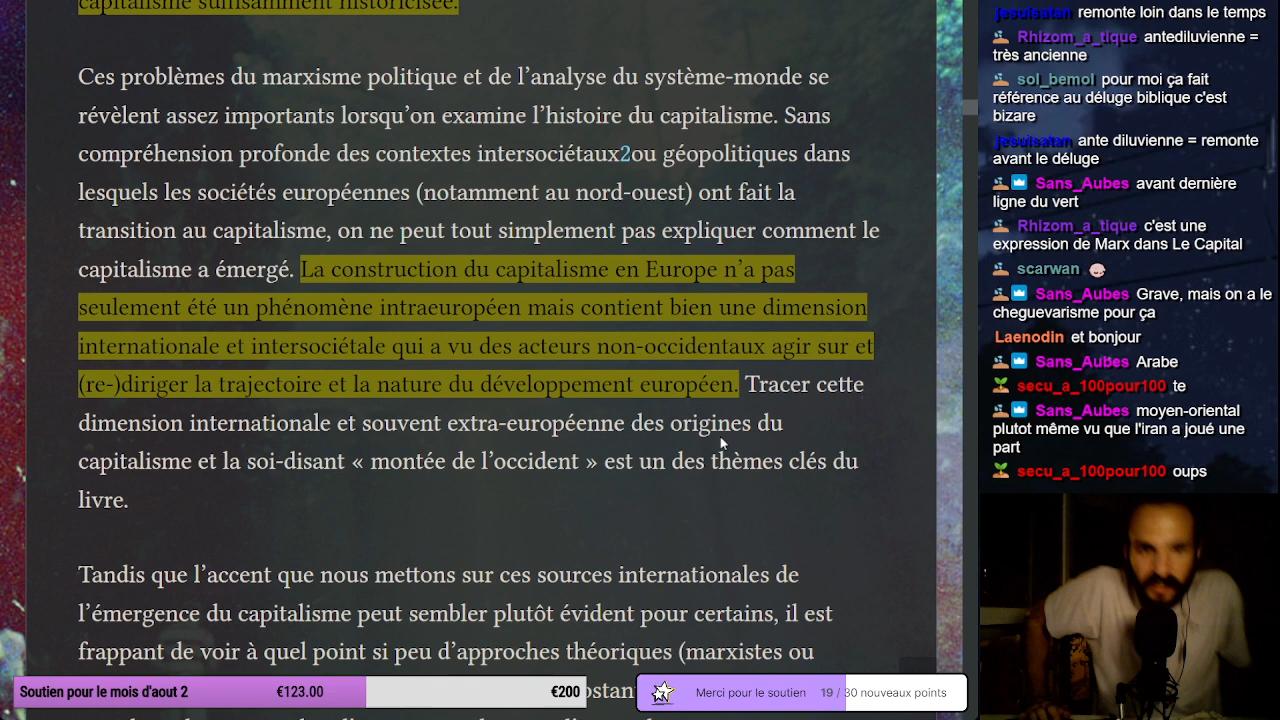 capitalisme suffisamment historicisée.
Ces problèmes du marxisme politique et de l’analyse du système-monde se
révèlent assez importants lorsqu’on examine l’histoire du capitalisme. Sans
compréhension profonde des contextes intersociétaux2ou géopolitiques dans
lesquels les sociétés européennes (notamment au nord-ouest) ont fait la
transition au capitalisme, on ne peut tout simplement pas expliquer comment le
capitalisme a émergé. La construction du capitalisme en Europe n’a pas
seulement été un phénomène intraeuropéen mais contient bien une dimension
internationale et intersociétale qui a vu des acteurs non-occidentaux agir sur et
(re-)diriger la trajectoire et la nature du développement européen. Tracer cette
dimension internationale et souvent extra-européenne des origines du
capitalisme et la soi-disant « montée de l’occident » est un des thèmes clés du
livre.
Tandis que l’accent que nous mettons sur ces sources internationales de
l’émergence du capitalisme peut sembler plutôt évident pour certains, il est
frappant de voir à quel point si peu d’approches théoriques (marxistes ou
Soutien pour le mois d'aout 2 €123.00 €200
Merci pour le soutien 19 / 30 nouveaux points
jesuisatan remonte loin dans le temps
Rhizom_a_tique antediluvienne =
très ancienne
sol_bemol pour moi ça fait
référence au déluge biblique c'est
bizare
jesuisatan ante diluvienne = remonte
avant le déluge
Sans_Aubes avant dernière
ligne du vert
Rhizom_a_tique c'est une
expression de Marx dans Le Capital
scarwan
Sans_Aubes Grave, mais on a le
cheguevarisme pour ça
Laenodin et bonjour
Sans_Aubes Arabe
secu_a_100pour100 te
Sans_Aubes moyen-oriental
plutot même vu que l'iran a joué une
part
secu_a_100pour100 oups